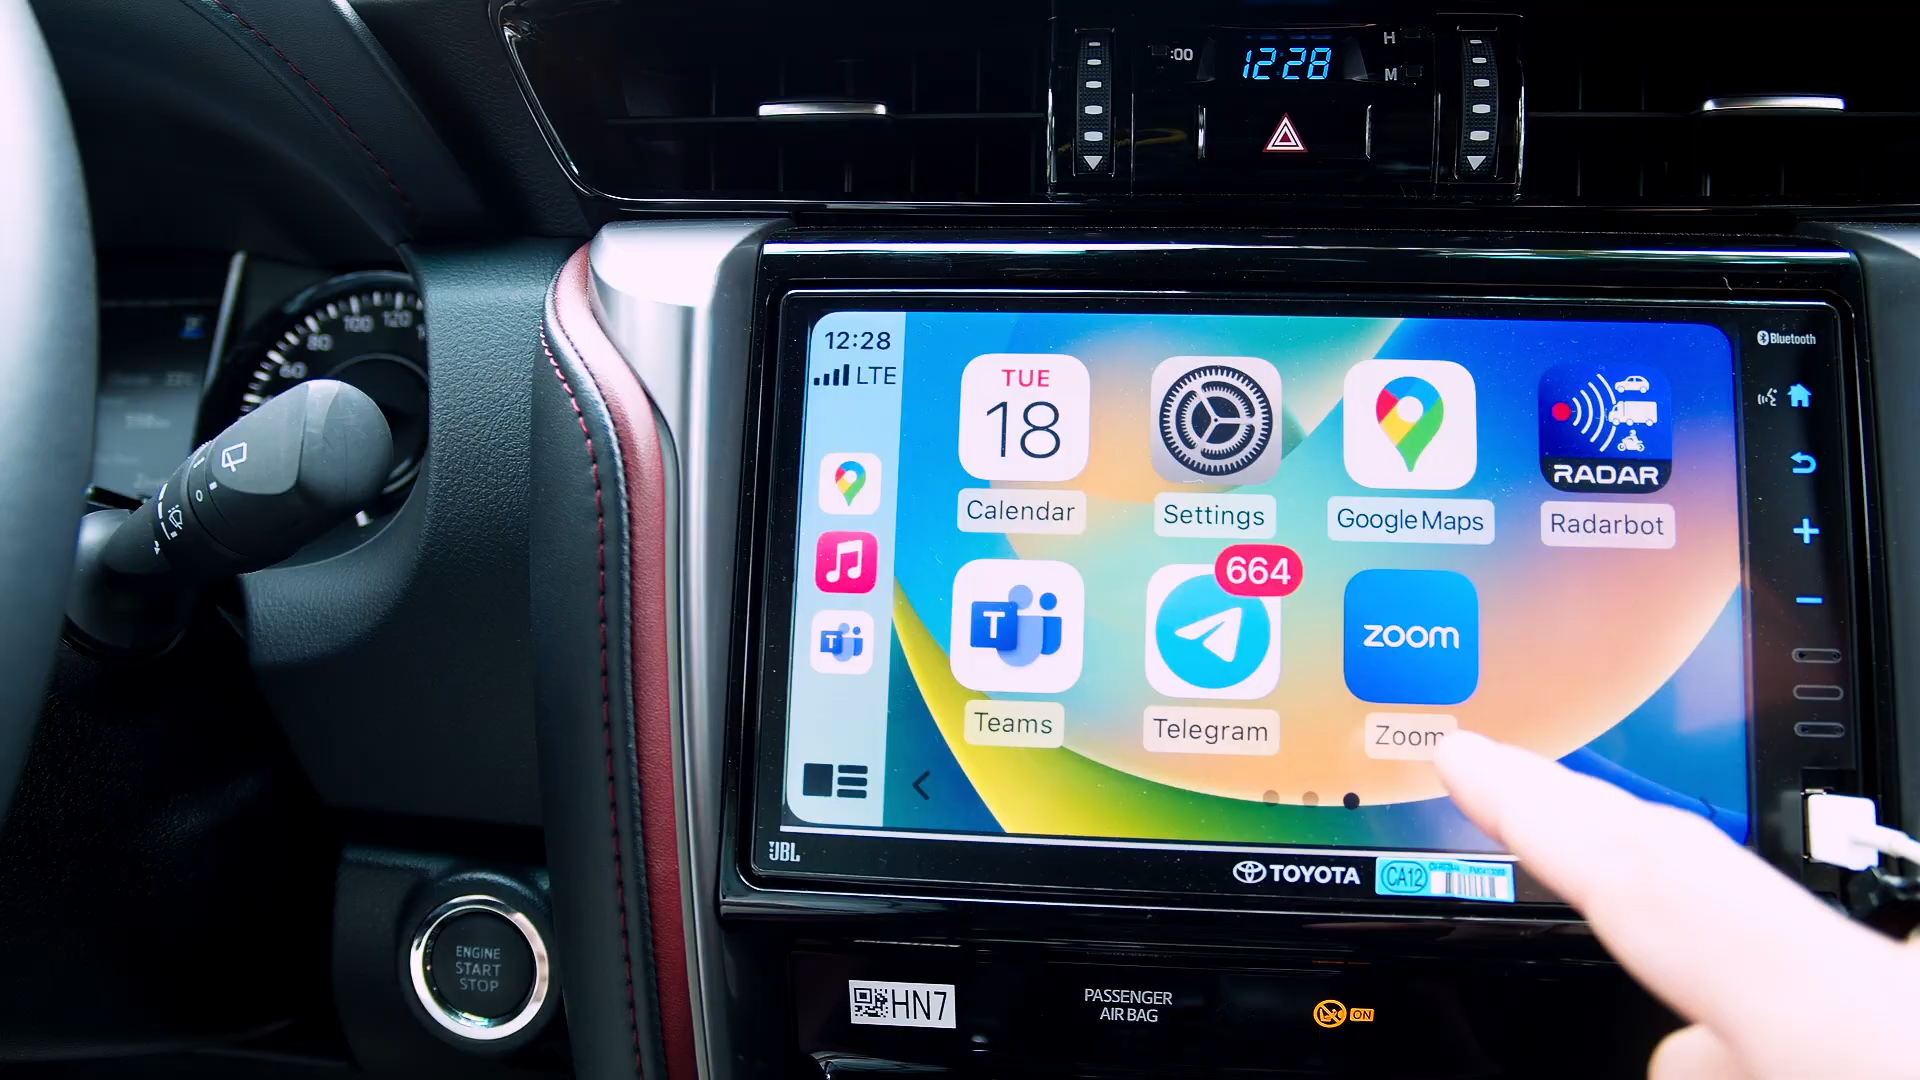 :00
12:28
H
M
100
120
80
60
12:28
LTE
TUE
18
Calendar
Settings
Google Maps
RADAR
Radarbot
T
Teams
664
Telegram
zoom
Zoom
T
Bluetooth
JBL
TOYOTA
CA12
ENGINE
START
STOP
HN7
PASSENGER
AIR BAG
ON